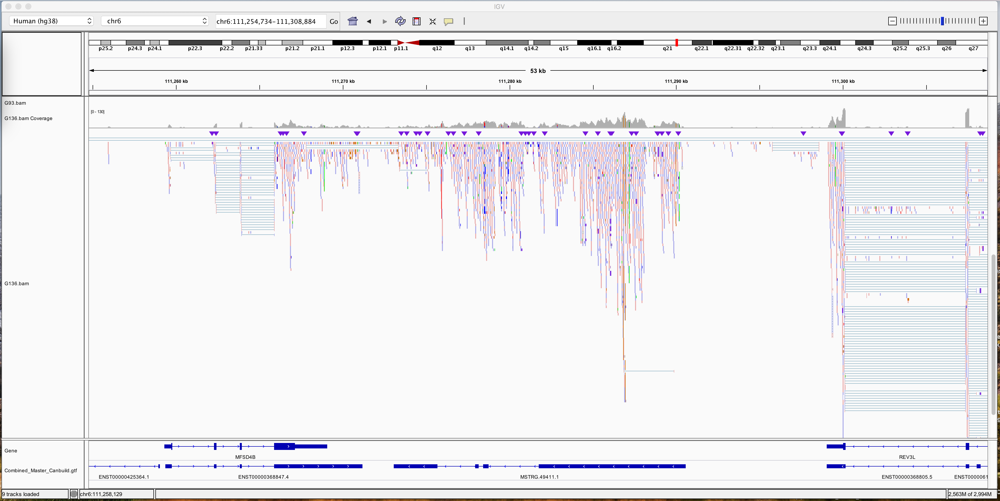 IGV
Human (hg38) chr6 chr6:111,254,734-111,308,884 Go
p25.2 p24.3 p24.1 p22.3 p22.2 p21.33 p21.2 p21.1 p12.3 p12.1 p11.1 q12 q13 q14.1 q14.2 q15 q16.1 q16.2 q21 q22.1 q22.31 q22.32 q23.1 q23.3 q24.1 q24.3 q25.2 q25.3 q26 q27
53 kb
111,260 kb 111,270 kb 111,280 kb 111,290 kb 111,300 kb
G93.bam
[0 - 130]
G136.bam Coverage
G136.bam
Gene
MFSD4B REV3L
Combined_Master_Canbuild.gtf
ENST00000425364.1 ENST00000368847.4 MSTRG.49411.1 ENST00000368805.5 ENST0000061
9 tracks loaded chr6:111,258,129 2,563M of 2,994M